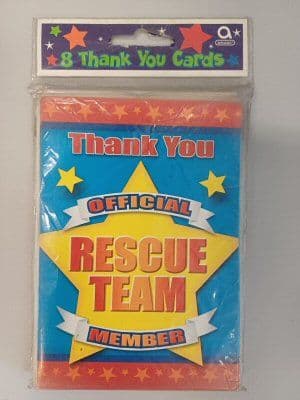 8 Thank You Cards
Thank You
OFFICIAL
RESCUE
TEAM
MEMBER